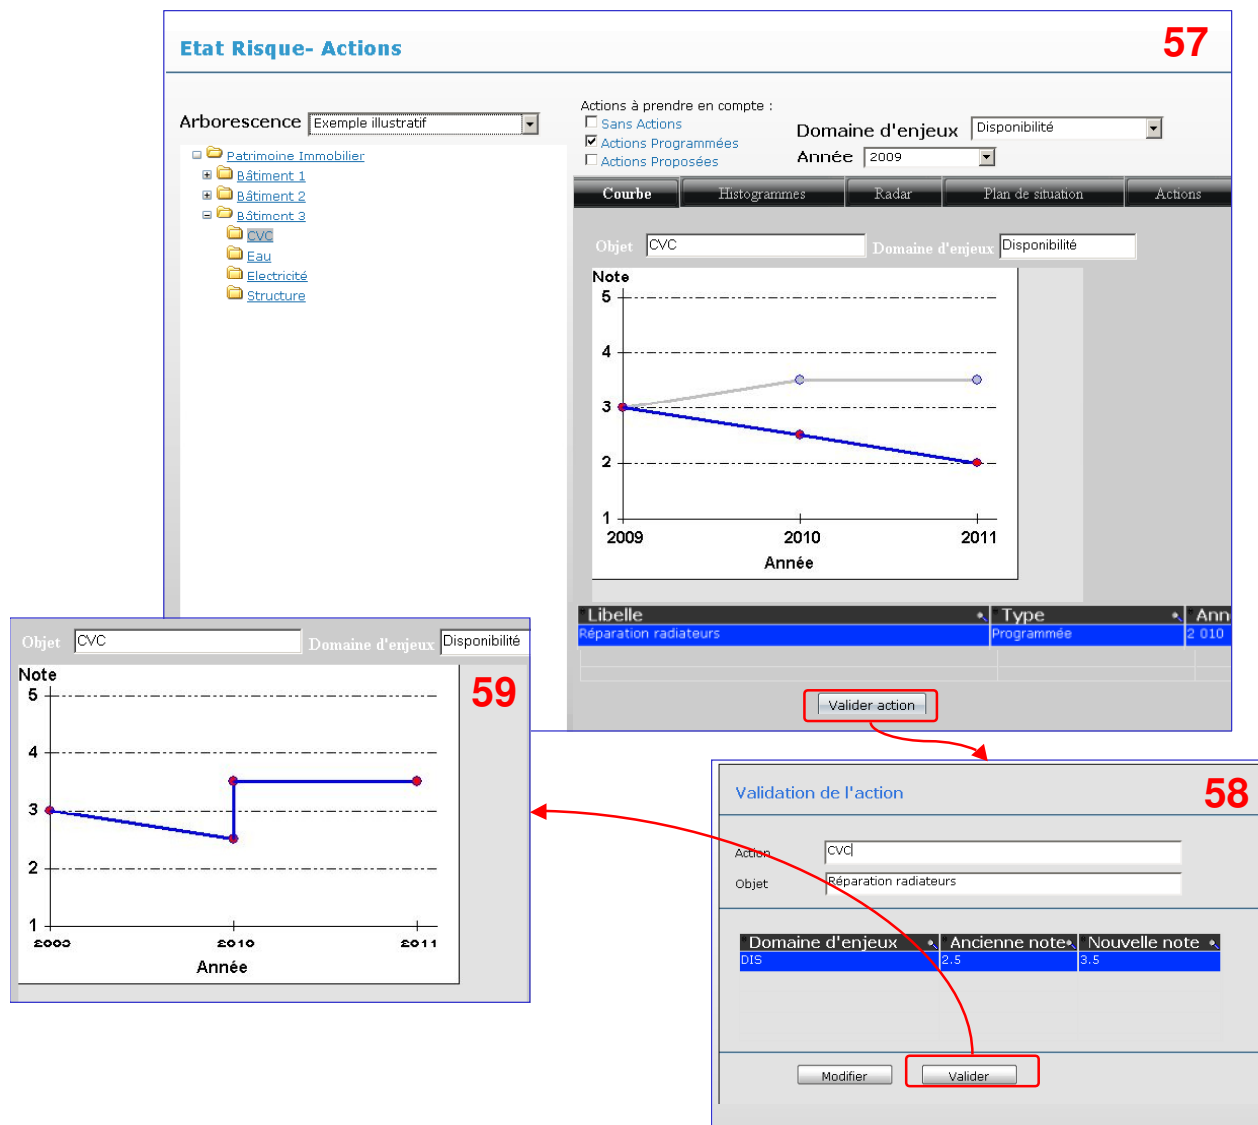 Etat Risque- Actions
57
Arborescence Exemple illustratif
Patrimoine Immobilier
Bâtiment 1
Bâtiment 2
Bâtiment 3
CVC
Eau
Electricité
Structure
Actions à prendre en compte :
Sans Actions
Actions Programmées
Actions Proposées
Domaine d'enjeux Disponibilité
Année 2009
Courbe Histogrammes Radar Plan de situation Actions
Objet CVC Domaine d'enjeux Disponibilité
Note
5
4
3
2
1
2009 2010 2011
Année
Libelle Type Ann
Réparation radiateurs Programmée 2 010
Valider action
Objet CVC Domaine d'enjeux Disponibilité
59
Note
5
4
3
2
1
2009 2010 2011
Année
58
Validation de l'action
Action CVC
Objet Réparation radiateurs
Domaine d'enjeux Ancienne note Nouvelle note
DIS 2.5 3.5
Modifier Valider